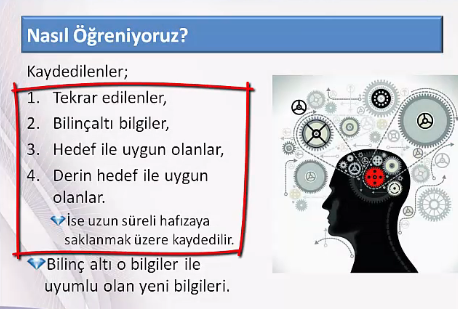 Nasıl Öğreniyoruz?
Kaydedilenler;
1. Tekrar edilenler,
2. Bilinçaltı bilgiler,
3. Hedef ile uygun olanlar,
4. Derin hedef ile uygun
olanlar.
İse uzun süreli hafızaya
saklanmak üzere kaydedilir.
Bilinç altı o bilgiler ile
uyumlu olan yeni bilgileri.